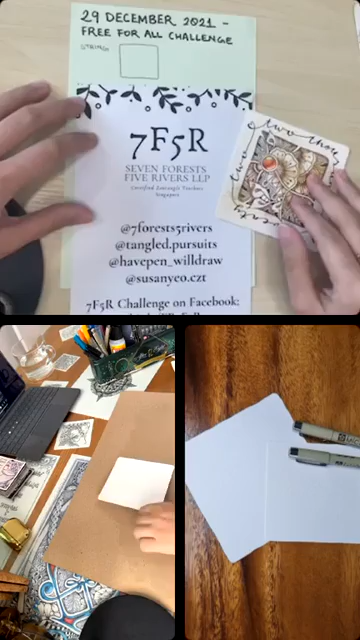 29 DECEMBER 2021 -
FREE FOR ALL CHALLENGE
STRING
7F5R
SEVEN FORESTS
FIVE RIVERS LLP
Certified Zentangle Teachers
Singapore
@7forests5rivers
@tangled.pursuits
@havepen_willdraw
@susanyeo.czt
7F5R Challenge on Facebook: